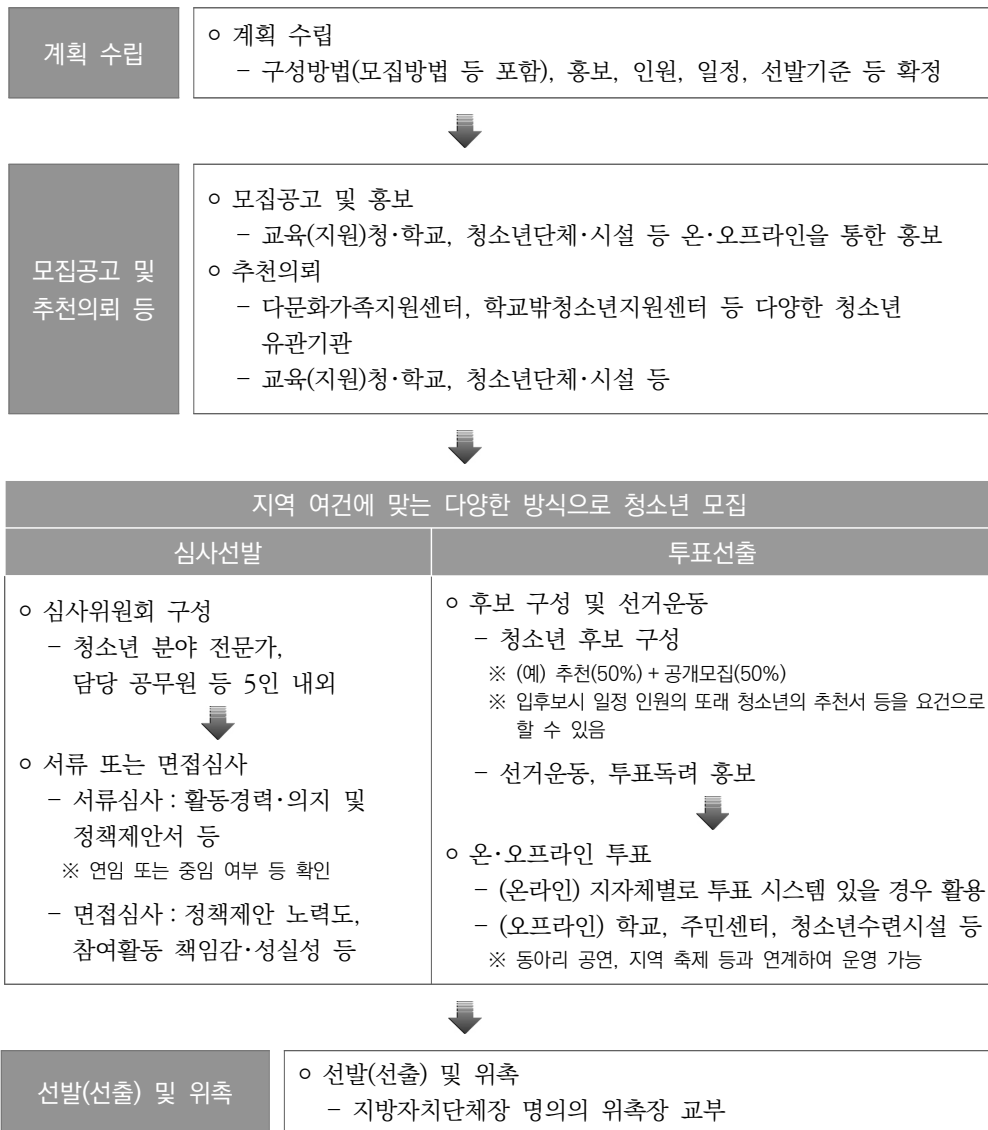 계획 수립
○ 계획 수립
- 구성방법(모집방법 등 포함), 홍보, 인원, 일정, 선발기준 등 확정
모집공고 및
추천의뢰 등
○ 모집공고 및 홍보
- 교육(지원)청·학교, 청소년단체·시설 등 온·오프라인을 통한 홍보
○ 추천의뢰
- 다문화가족지원센터, 학교밖청소년지원센터 등 다양한 청소년
유관기관
- 교육(지원)청·학교, 청소년단체·시설 등
지역 여건에 맞는 다양한 방식으로 청소년 모집
심사선발
○ 심사위원회 구성
- 청소년 분야 전문가,
담당 공무원 등 5인 내외
○ 서류 또는 면접심사
- 서류심사 : 활동경력·의지 및
정책제안서 등
※ 연임 또는 중임 여부 등 확인
- 면접심사 : 정책제안 노력도,
참여활동 책임감·성실성 등
투표선출
○ 후보 구성 및 선거운동
- 청소년 후보 구성
※ (예) 추천(50%) + 공개모집(50%)
※ 입후보시 일정 인원의 또래 청소년의 추천서 등을 요건으로
할 수 있음
- 선거운동, 투표독려 홍보
○ 온·오프라인 투표
- (온라인) 지자체별로 투표 시스템 있을 경우 활용
- (오프라인) 학교, 주민센터, 청소년수련시설 등
※ 동아리 공연, 지역 축제 등과 연계하여 운영 가능
선발(선출) 및 위촉
○ 선발(선출) 및 위촉
- 지방자치단체장 명의의 위촉장 교부